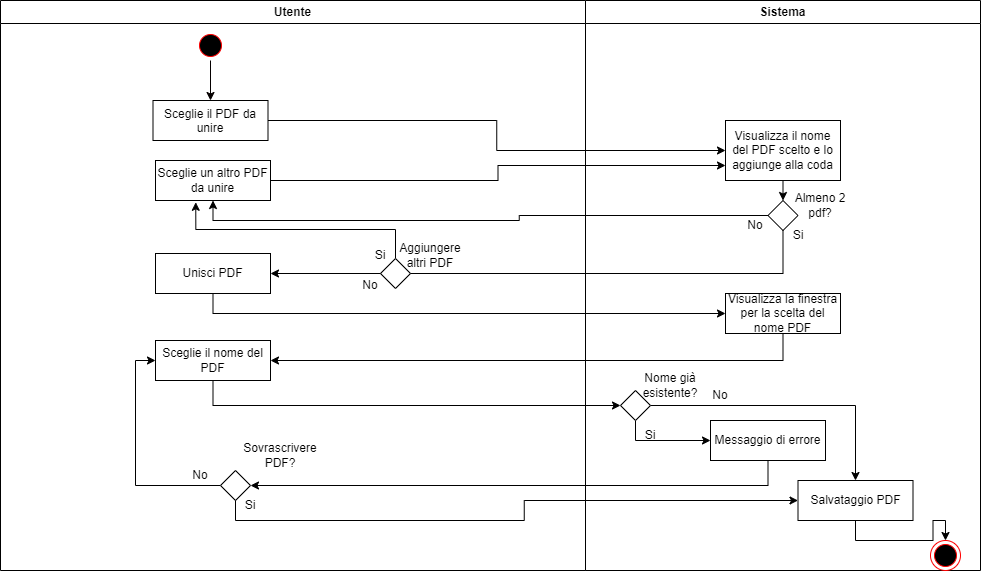 Utente
Sistema
Sceglie il PDF da
unire
Visualizza il nome
del PDF scelto e lo
aggiunge alla coda
Sceglie un altro PDF
da unire
Almeno 2
pdf?
No
Si
Aggiungere
altri PDF
Si
No
Unisci PDF
Visualizza la finestra
per la scelta del
nome PDF
Sceglie il nome del
PDF
Nome già
esistente?
No
Si
Messaggio di errore
Sovrascrivere
PDF?
No
Si
Salvataggio PDF